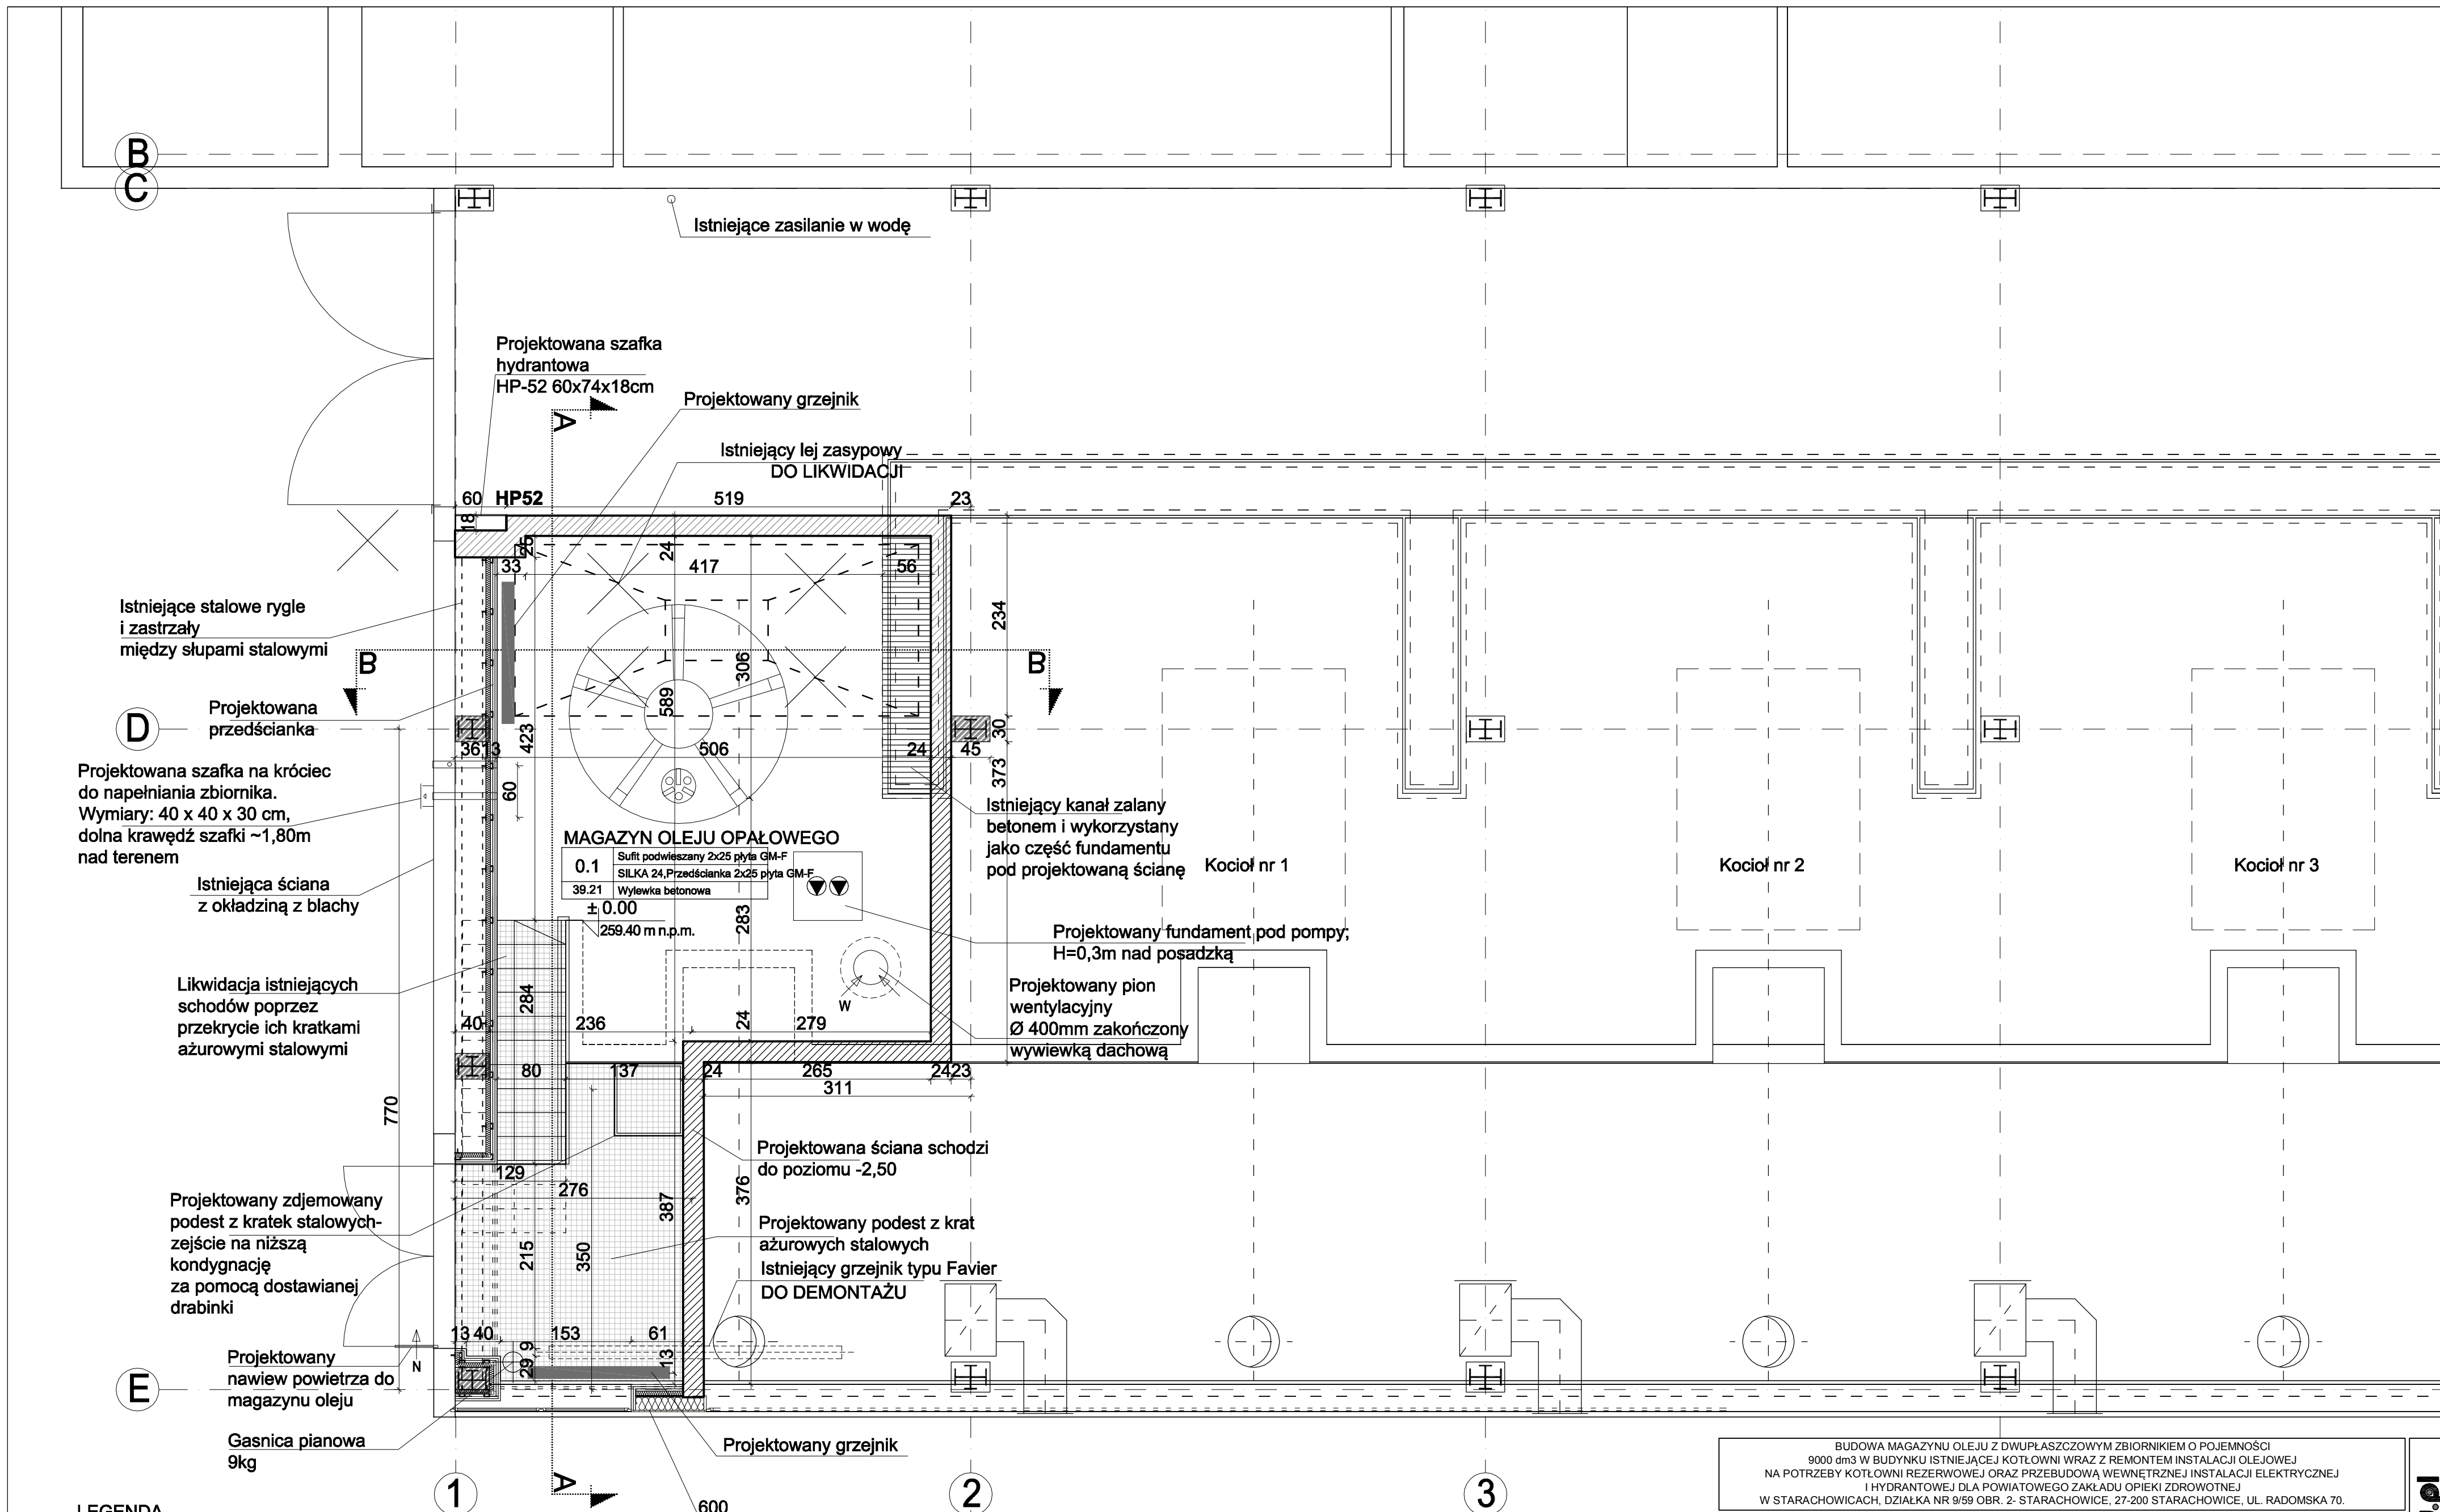 B
C
Istniejące zasilanie w wodę
Projektowana szafka
hydrantowa
HP-52 60x74x18cm
A
Projektowany grzejnik
Istniejący lej zasypowy
DO LIKWIDACJI
60
HP52
519
23
18
25
24
33
417
56
234
Istniejące stalowe rygle
i zastrzały
między słupami stalowymi
B
B
306
589
Projektowana
przedścianka
D
423
30
36
13
506
24
45
373
Projektowana szafka na króciec
do napełniania zbiornika.
Wymiary: 40 x 40 x 30 cm,
dolna krawędź szafki ~1,80m
nad terenem
60
Istniejący kanał zalany
betonem i wykorzystany
jako część fundamentu
pod projektowaną ścianę
MAGAZYN OLEJU OPAŁOWEGO
0.1
Sufit podwieszany 2x25 płyta GM-F
SILKA 24,Przedścianka 2x25 płyta GM-F
39.21
Wylewka betonowa
± 0.00
259.40 m n.p.m.
283
Kocioł nr 1
Kocioł nr 2
Kocioł nr 3
Istniejąca ściana
z okładziną z blachy
Projektowany fundament pod pompy;
H=0,3m nad posadzką
Likwidacja istniejących
schodów poprzez
przekrycie ich kratkami
ażurowymi stalowymi
284
W
Projektowany pion
wentylacyjny
Ø 400mm zakończony
wywiewką dachową
40
236
24
279
80
137
24
265
24
23
311
770
Projektowana ściana schodzi
do poziomu -2,50
129
276
387
376
Projektowany zdjemowany
podest z kratek stalowych-
zejście na niższą
kondygnację
za pomocą dostawianej
drabinki
215
350
Projektowany podest z krat
ażurowych stalowych
Istniejący grzejnik typu Favier
DO DEMONTAŻU
13
40
153
61
9
29
13
N
Projektowany
nawiew powietrza do
magazynu oleju
E
Gasnica pianowa
9kg
Projektowany grzejnik
A
1
2
3
600
LEGENDA
BUDOWA MAGAZYNU OLEJU Z DWUPŁASZCZOWYM ZBIORNIKIEM O POJEMNOŚCI
9000 dm3 W BUDYNKU ISTNIEJĄCEJ KOTŁOWNI WRAZ Z REMONTEM INSTALACJI OLEJOWEJ
NA POTRZEBY KOTŁOWNI REZERWOWEJ ORAZ PRZEBUDOWĄ WEWNĘTRZNEJ INSTALACJI ELEKTRYCZNEJ
I HYDRANTOWEJ DLA POWIATOWEGO ZAKŁADU OPIEKI ZDROWOTNEJ
W STARACHOWICACH, DZIAŁKA NR 9/59 OBR. 2- STARACHOWICE, 27-200 STARACHOWICE, UL. RADOMSKA 70.